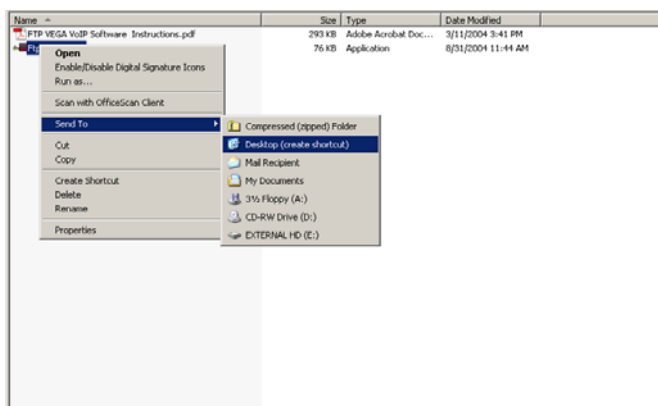 Name Size Type Date Modified
FTP VEGA VoIP Software Instructions.pdf 293 KB Adobe Acrobat Doc... 3/11/2004 3:41 PM
Ftp 76 KB Application 8/31/2004 11:44 AM
Open
Enable/Disable Digital Signature Icons
Run as...
Scan with OfficeScan Client
Send To
Cut
Copy
Create Shortcut
Delete
Rename
Properties
Compressed (zipped) Folder
Desktop (create shortcut)
Mail Recipient
My Documents
3½ Floppy (A:)
CD-RW Drive (D:)
EXTERNAL HD (E:)